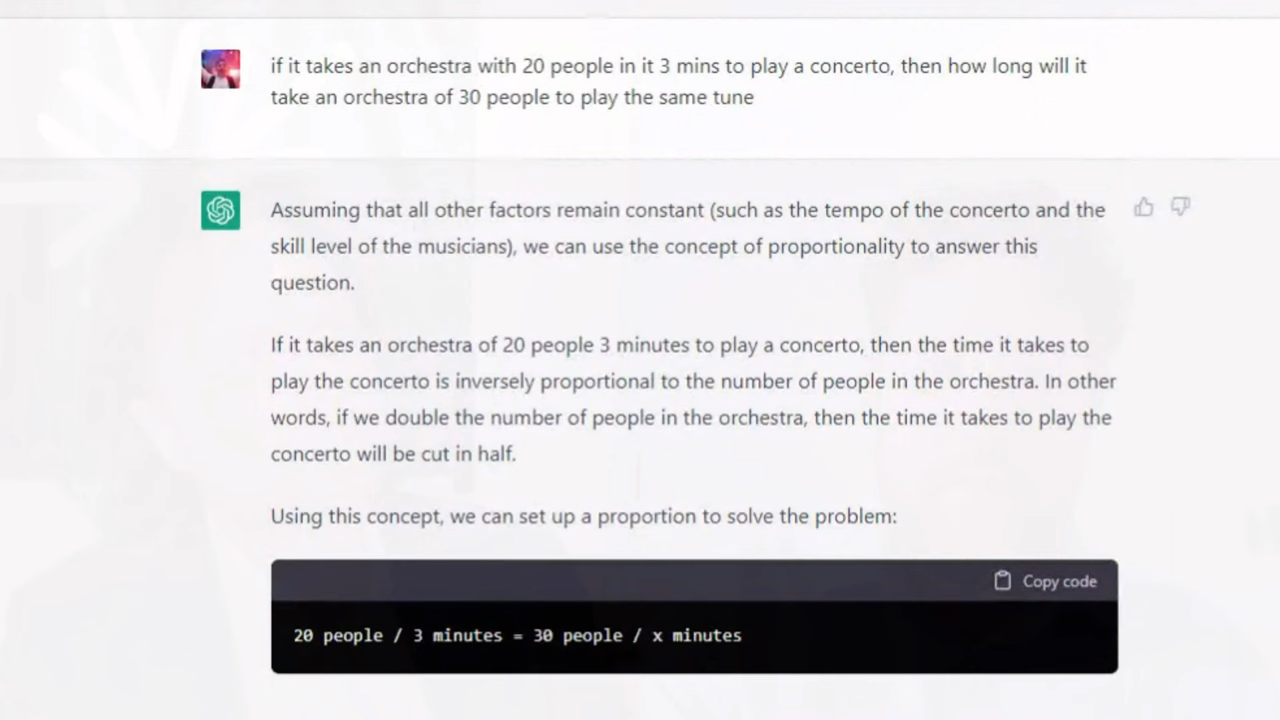 if it takes an orchestra with 20 people in it 3 mins to play a concerto, then how long will it
take an orchestra of 30 people to play the same tune
Assuming that all other factors remain constant (such as the tempo of the concerto and the
skill level of the musicians), we can use the concept of proportionality to answer this
question.
If it takes an orchestra of 20 people 3 minutes to play a concerto, then the time it takes to
play the concerto is inversely proportional to the number of people in the orchestra. In other
words, if we double the number of people in the orchestra, then the time it takes to play the
concerto will be cut in half.
Using this concept, we can set up a proportion to solve the problem:
Copy code
20 people / 3 minutes = 30 people / x minutes